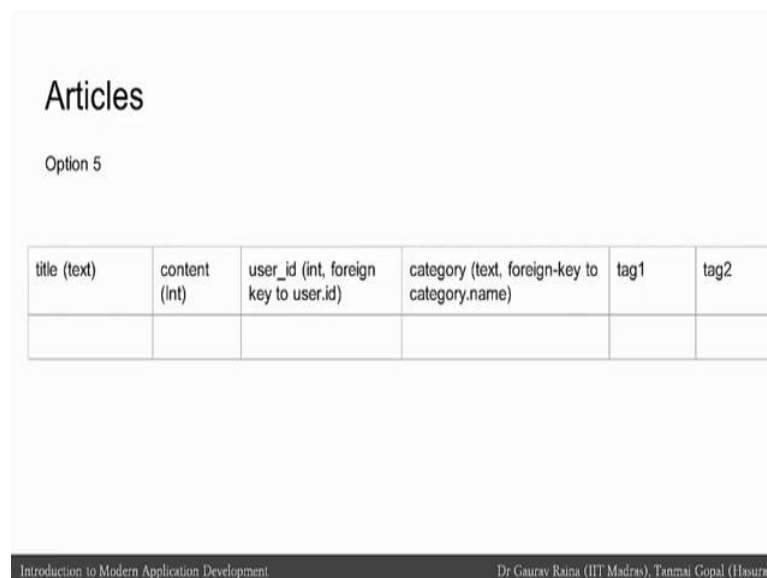 Articles
Option 5
title (text)
content
(Int)
user_id (int, foreign
key to user.id)
category (text, foreign-key to
category.name)
tag1
tag2
Introduction to Modern Application Development
Dr Gaurav Raina (IIT Madras), Tanmai Gopal (Hasura